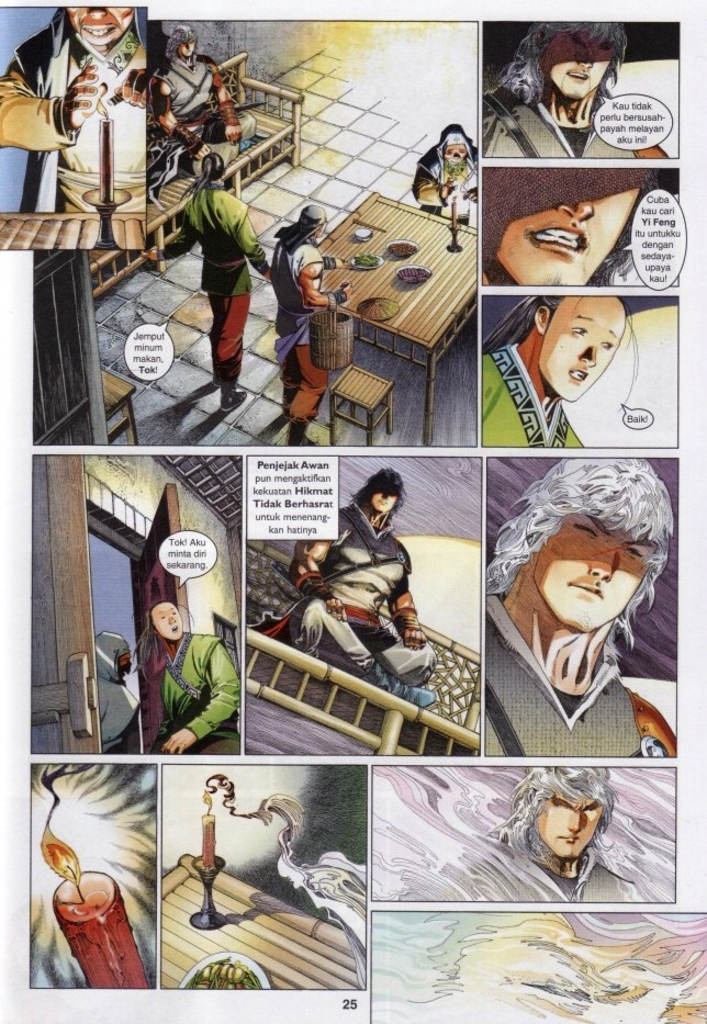 Jemput
minum
makan,
Tok!
Kau tidak
perlu bersusah-
payah melayan
aku ini!
Cuba
kau cari
Yi Feng
itu untukku
dengan
sedaya-
upaya
kau!
Baik!
Tok! Aku
minta diri
sekarang.
Penjejak Awan
pun mengaktifkan
kekuatan Hikmat
Tidak Berhasrat
untuk menenang-
kan hatinya
25